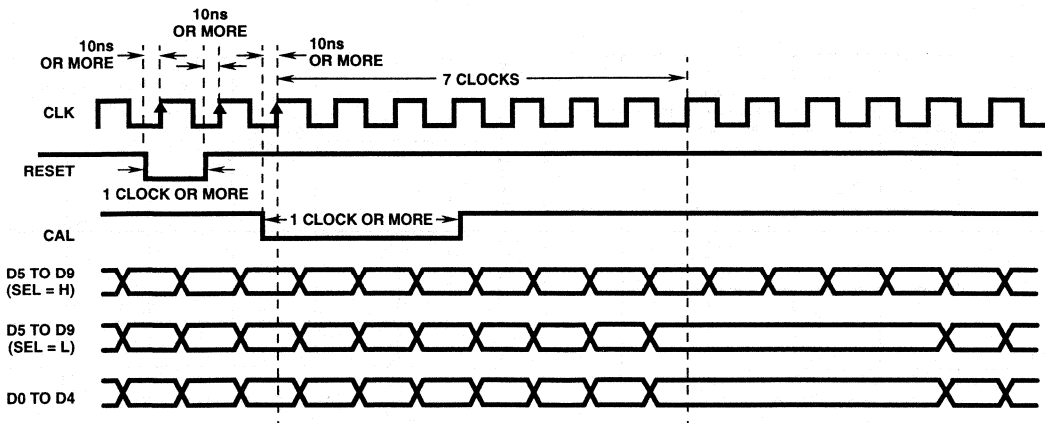 10ns
OR MORE
10ns
OR MORE
10ns
OR MORE
7 CLOCKS
CLK
RESET
1 CLOCK OR MORE
1 CLOCK OR MORE
CAL
D5 TO D9
(SEL = H)
D5 TO D9
(SEL = L)
D0 TO D4